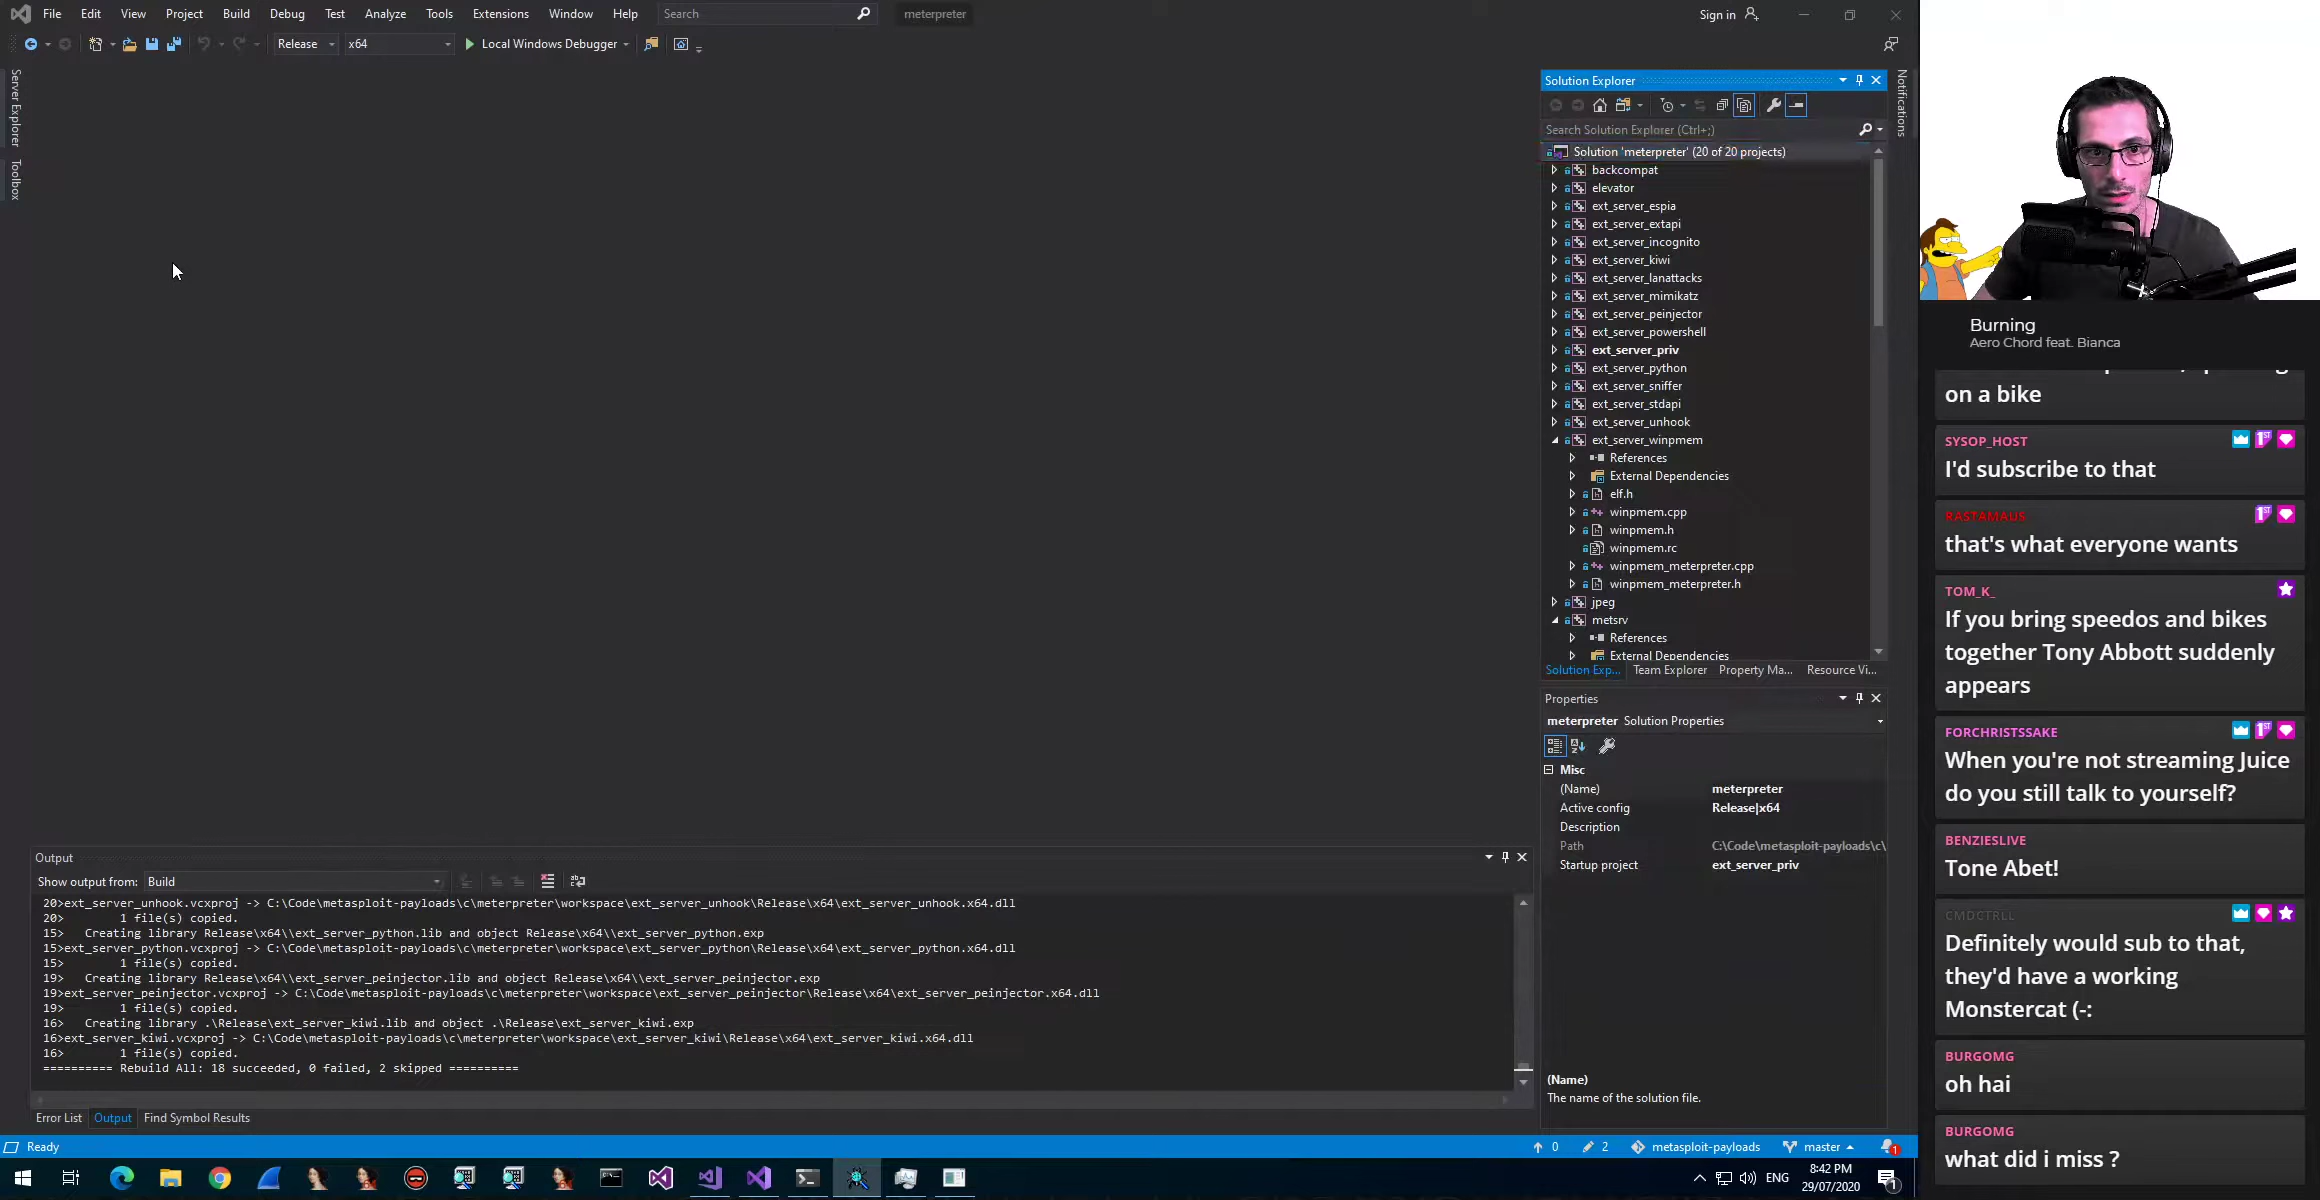 File Edit View Project Build Debug Test Analyze Tools Extensions Window Help Search meterpreter Sign in
Release x64 Local Windows Debugger
Server Explorer
Toolbox
Notifications
Solution Explorer
Search Solution Explorer (Ctrl+;)
Solution 'meterpreter' (20 of 20 projects)
backcompat
elevator
ext_server_espia
ext_server_extapi
ext_server_incognito
ext_server_kiwi
ext_server_lanattacks
ext_server_mimikatz
ext_server_peinjector
ext_server_powershell
ext_server_priv
ext_server_python
ext_server_sniffer
ext_server_stdapi
ext_server_unhook
ext_server_winpmem
References
External Dependencies
elf.h
winpmem.cpp
winpmem.h
winpmem.rc
winpmem_meterpreter.cpp
winpmem_meterpreter.h
jpeg
metsrv
References
External Dependencies
Solution Exp... Team Explorer Property Ma... Resource Vi...
Properties
meterpreter Solution Properties
Misc
(Name) meterpreter
Active config Release|x64
Description
Path C:\Code\metasploit-payloads\c\
Startup project ext_server_priv
(Name)
The name of the solution file.
Output
Show output from: Build
20>ext_server_unhook.vcxproj -> C:\Code\metasploit-payloads\c\meterpreter\workspace\ext_server_unhook\Release\x64\ext_server_unhook.x64.dll
20> 1 file(s) copied.
15> Creating library Release\x64\\ext_server_python.lib and object Release\x64\\ext_server_python.exp
15>ext_server_python.vcxproj -> C:\Code\metasploit-payloads\c\meterpreter\workspace\ext_server_python\Release\x64\ext_server_python.x64.dll
15> 1 file(s) copied.
19> Creating library Release\x64\\ext_server_peinjector.lib and object Release\x64\\ext_server_peinjector.exp
19>ext_server_peinjector.vcxproj -> C:\Code\metasploit-payloads\c\meterpreter\workspace\ext_server_peinjector\Release\x64\ext_server_peinjector.x64.dll
19> 1 file(s) copied.
16> Creating library .\Release\ext_server_kiwi.lib and object .\Release\ext_server_kiwi.exp
16>ext_server_kiwi.vcxproj -> C:\Code\metasploit-payloads\c\meterpreter\workspace\ext_server_kiwi\Release\x64\ext_server_kiwi.x64.dll
16> 1 file(s) copied.
========== Rebuild All: 18 succeeded, 0 failed, 2 skipped ==========
Error List Output Find Symbol Results
Ready 0 2 metasploit-payloads master 1
ENG 8:42 PM
29/07/2020 1
Burning
Aero Chord feat. Bianca
on a bike
SYSOP_HOST
I'd subscribe to that
RASTAMAUS
that's what everyone wants
TOM_K_
If you bring speedos and bikes
together Tony Abbott suddenly
appears
FORCHRISTSSAKE
When you're not streaming Juice
do you still talk to yourself?
BENZIESLIVE
Tone Abet!
CMDCTRLL
Definitely would sub to that,
they'd have a working
Monstercat (-:
BURGOMG
oh hai
BURGOMG
what did i miss ?